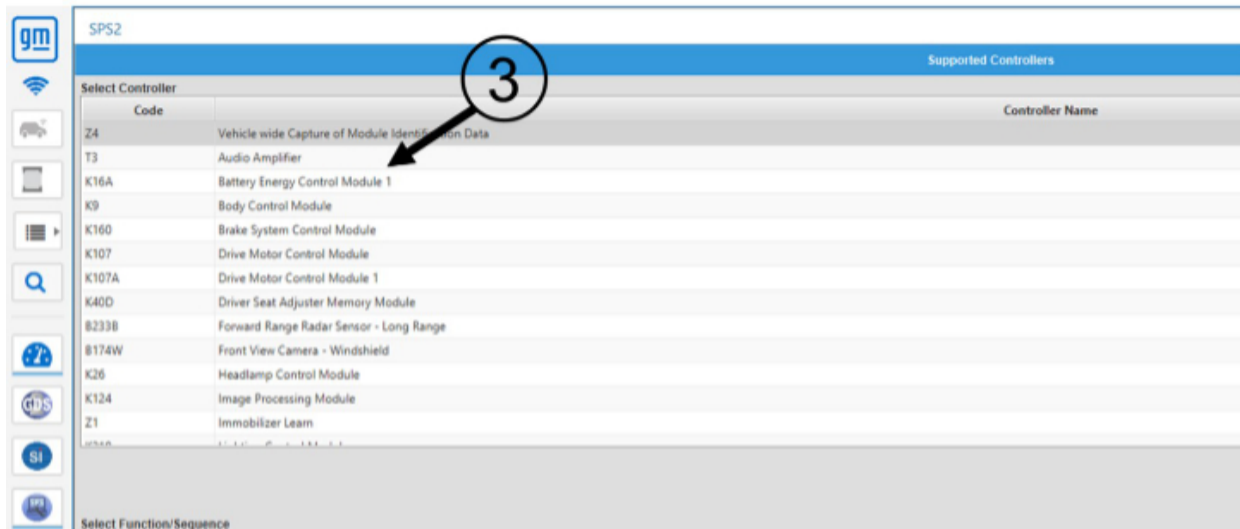 gm
SPS2
Supported Controllers
3
Select Controller
Code Controller Name
Z4 Vehicle wide Capture of Module Identification Data
T3 Audio Amplifier
K16A Battery Energy Control Module 1
K9 Body Control Module
K160 Brake System Control Module
K107 Drive Motor Control Module
K107A Drive Motor Control Module 1
K40D Driver Seat Adjuster Memory Module
B233B Forward Range Radar Sensor - Long Range
B174W Front View Camera - Windshield
K26 Headlamp Control Module
K124 Image Processing Module
Z1 Immobilizer Learn
SI
Select Function/Sequence